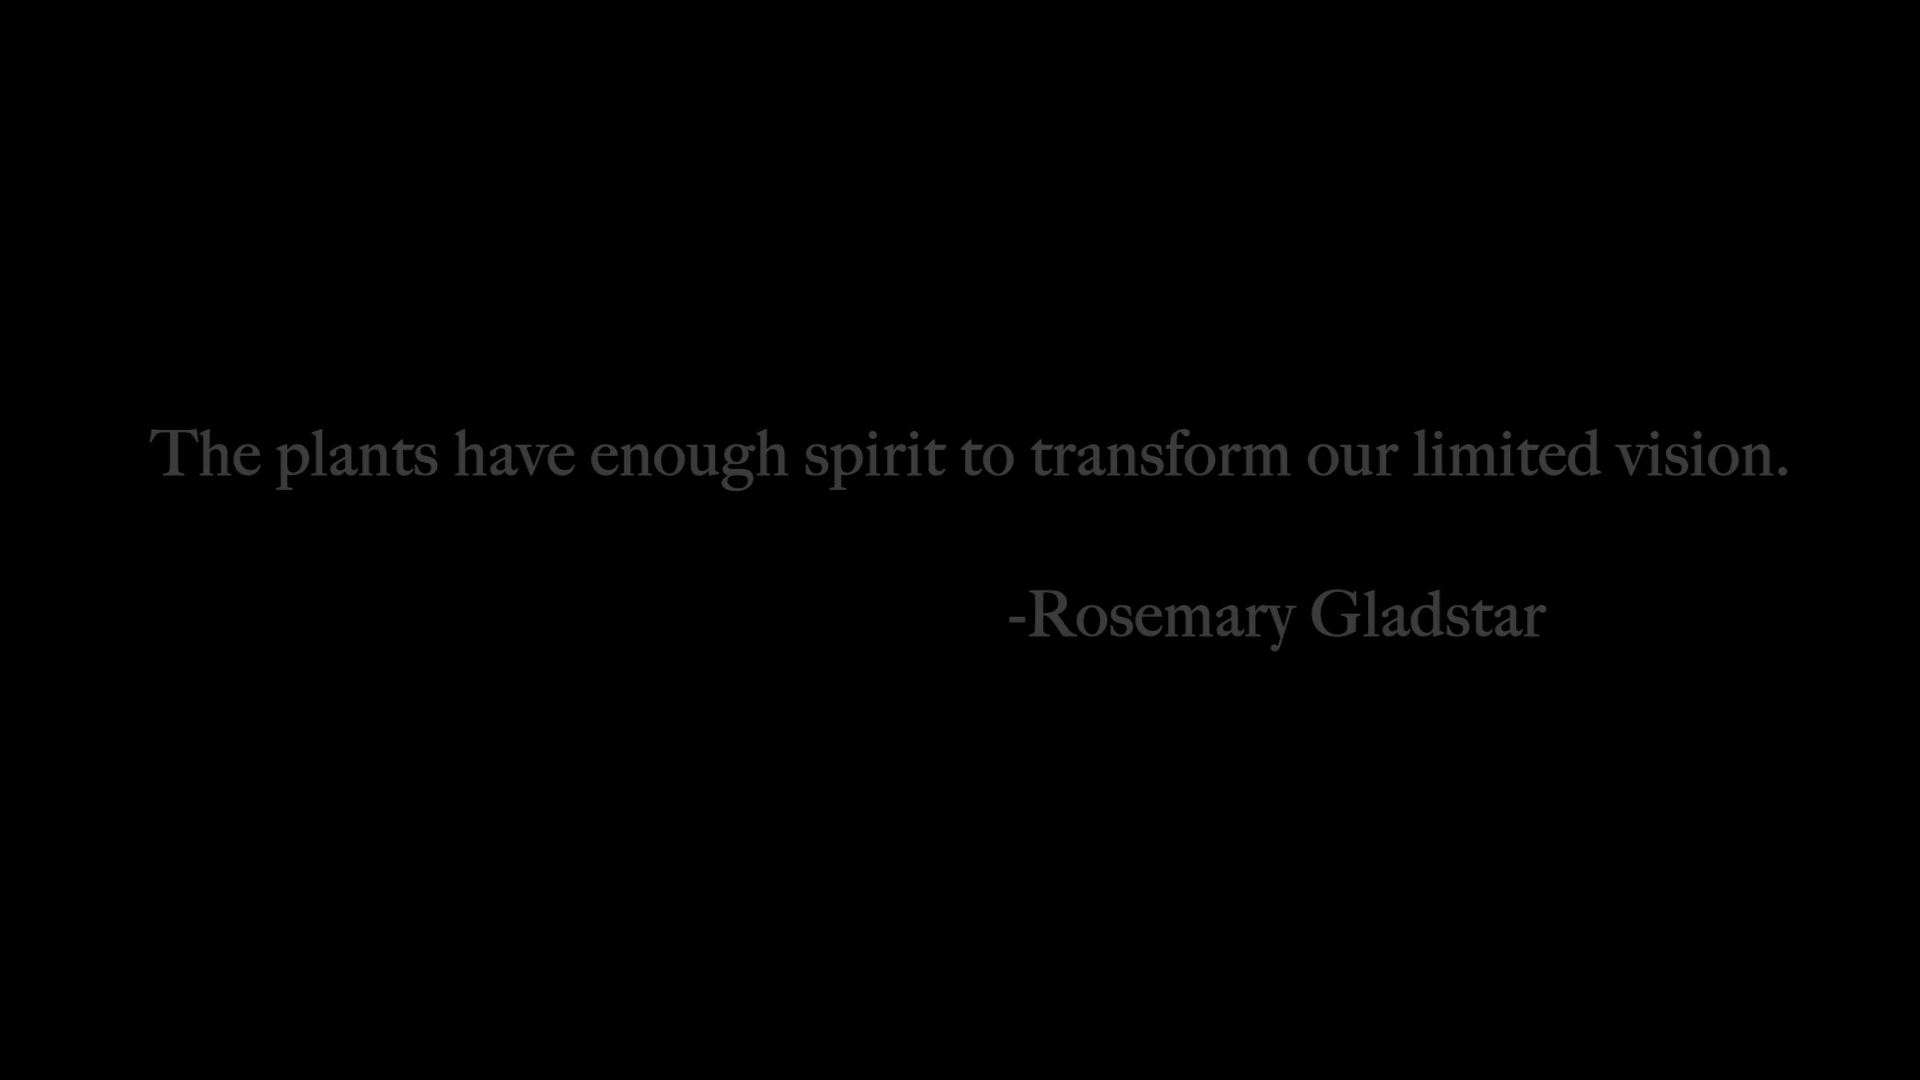 The plants have enough spirit to transform our limited vision.
-Rosemary Gladstar